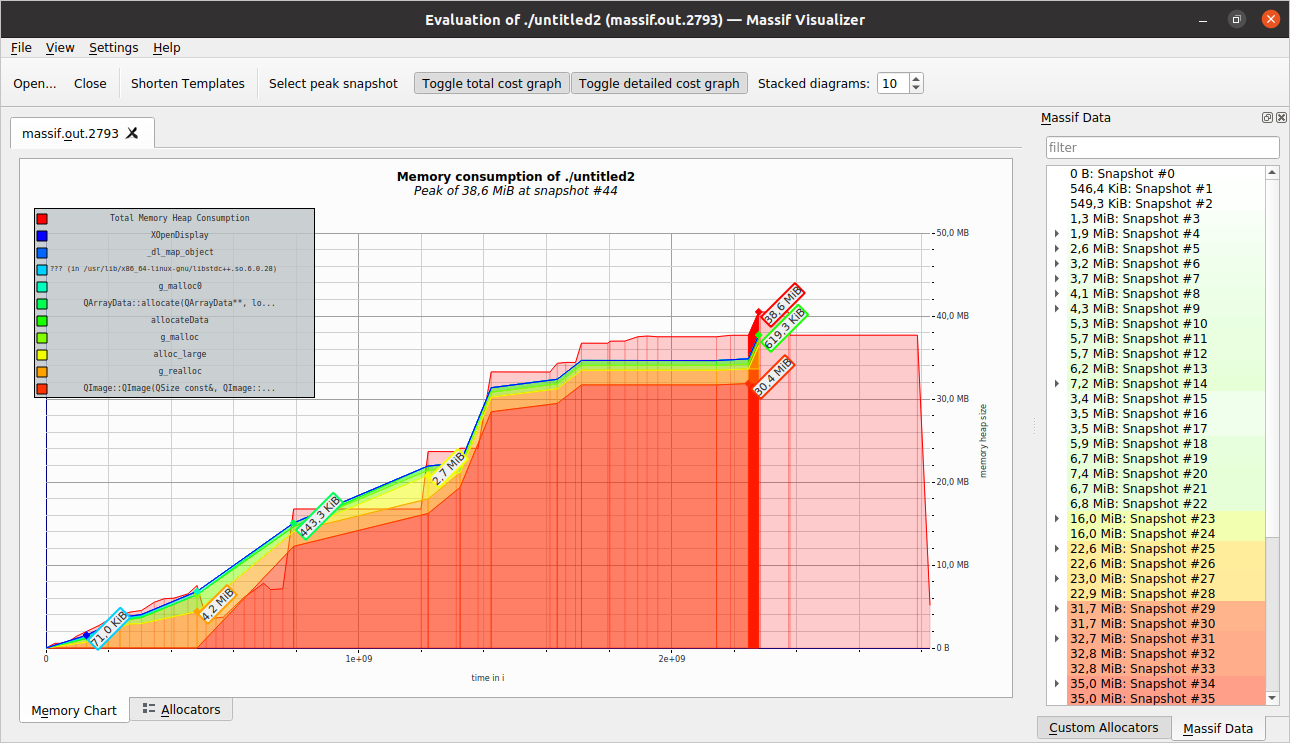 Evaluation of ./untitled2 (massif.out.2793) — Massif Visualizer
File View Settings Help
Open... Close Shorten Templates Select peak snapshot Toggle total cost graph Toggle detailed cost graph Stacked diagrams: 10
massif.out.2793
Memory consumption of ./untitled2
Peak of 38,6 MiB at snapshot #44
Total Memory Heap Consumption
XOpenDisplay
_dl_map_object
??? (in /usr/lib/x86_64-linux-gnu/libstdc++.so.6.0.28)
g_malloc0
QArrayData::allocate(QArrayData**, lo...
allocateData
g_malloc
alloc_large
g_realloc
QImage::QImage(QSize const&, QImage::...
50,0 MB
40,0 MB
30,0 MB
20,0 MB
10,0 MB
0 B
memory heap size
38,6 MiB
619,3 KiB
30,4 MiB
2,7 MiB
443,3 KiB
4,2 MiB
71,0 KiB
0
1e+09
2e+09
time in i
Memory Chart
Allocators
Massif Data
filter
0 B: Snapshot #0
546,4 KiB: Snapshot #1
549,3 KiB: Snapshot #2
1,3 MiB: Snapshot #3
1,9 MiB: Snapshot #4
2,6 MiB: Snapshot #5
3,2 MiB: Snapshot #6
3,7 MiB: Snapshot #7
4,1 MiB: Snapshot #8
4,3 MiB: Snapshot #9
5,3 MiB: Snapshot #10
5,7 MiB: Snapshot #11
5,7 MiB: Snapshot #12
6,2 MiB: Snapshot #13
7,2 MiB: Snapshot #14
3,4 MiB: Snapshot #15
3,5 MiB: Snapshot #16
3,5 MiB: Snapshot #17
5,9 MiB: Snapshot #18
6,7 MiB: Snapshot #19
7,4 MiB: Snapshot #20
6,7 MiB: Snapshot #21
6,8 MiB: Snapshot #22
16,0 MiB: Snapshot #23
16,0 MiB: Snapshot #24
22,6 MiB: Snapshot #25
22,6 MiB: Snapshot #26
23,0 MiB: Snapshot #27
22,9 MiB: Snapshot #28
31,7 MiB: Snapshot #29
31,7 MiB: Snapshot #30
32,7 MiB: Snapshot #31
32,8 MiB: Snapshot #32
32,8 MiB: Snapshot #33
35,0 MiB: Snapshot #34
35,0 MiB: Snapshot #35
Custom Allocators
Massif Data